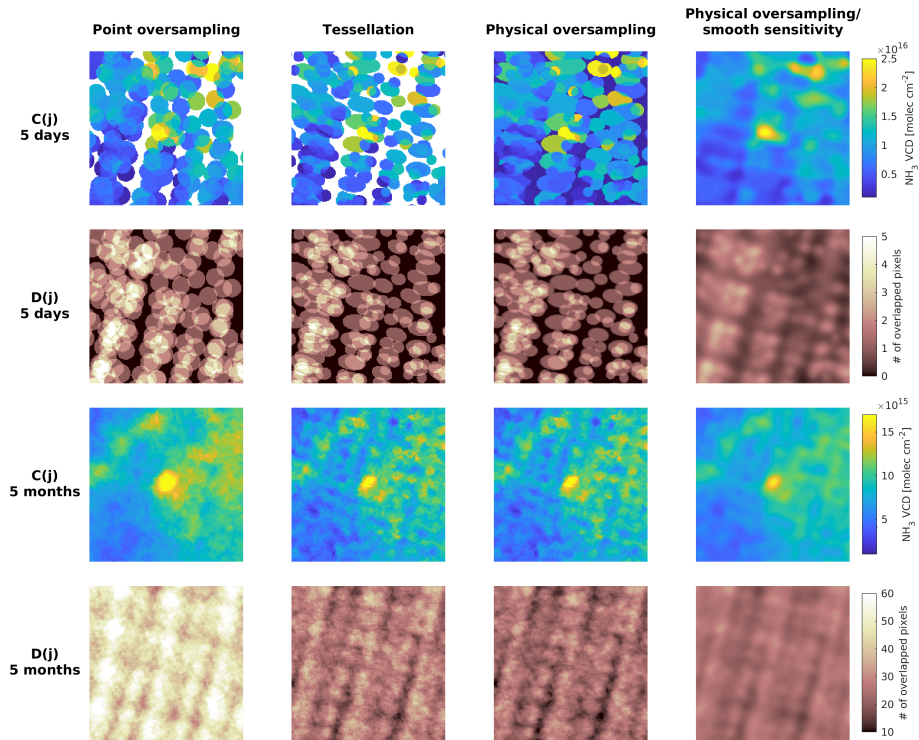 Point oversampling
Tessellation
Physical oversampling
Physical oversampling/
smooth sensitivity
C(j)
5 days
×10^16
2.5
2
1.5
1
0.5
NH3 VCD [molec cm^-2]
D(j)
5 days
5
4
3
2
1
0
# of overlapped pixels
C(j)
5 months
×10^15
15
10
5
NH3 VCD [molec cm^-2]
D(j)
5 months
60
50
40
30
20
10
# of overlapped pixels